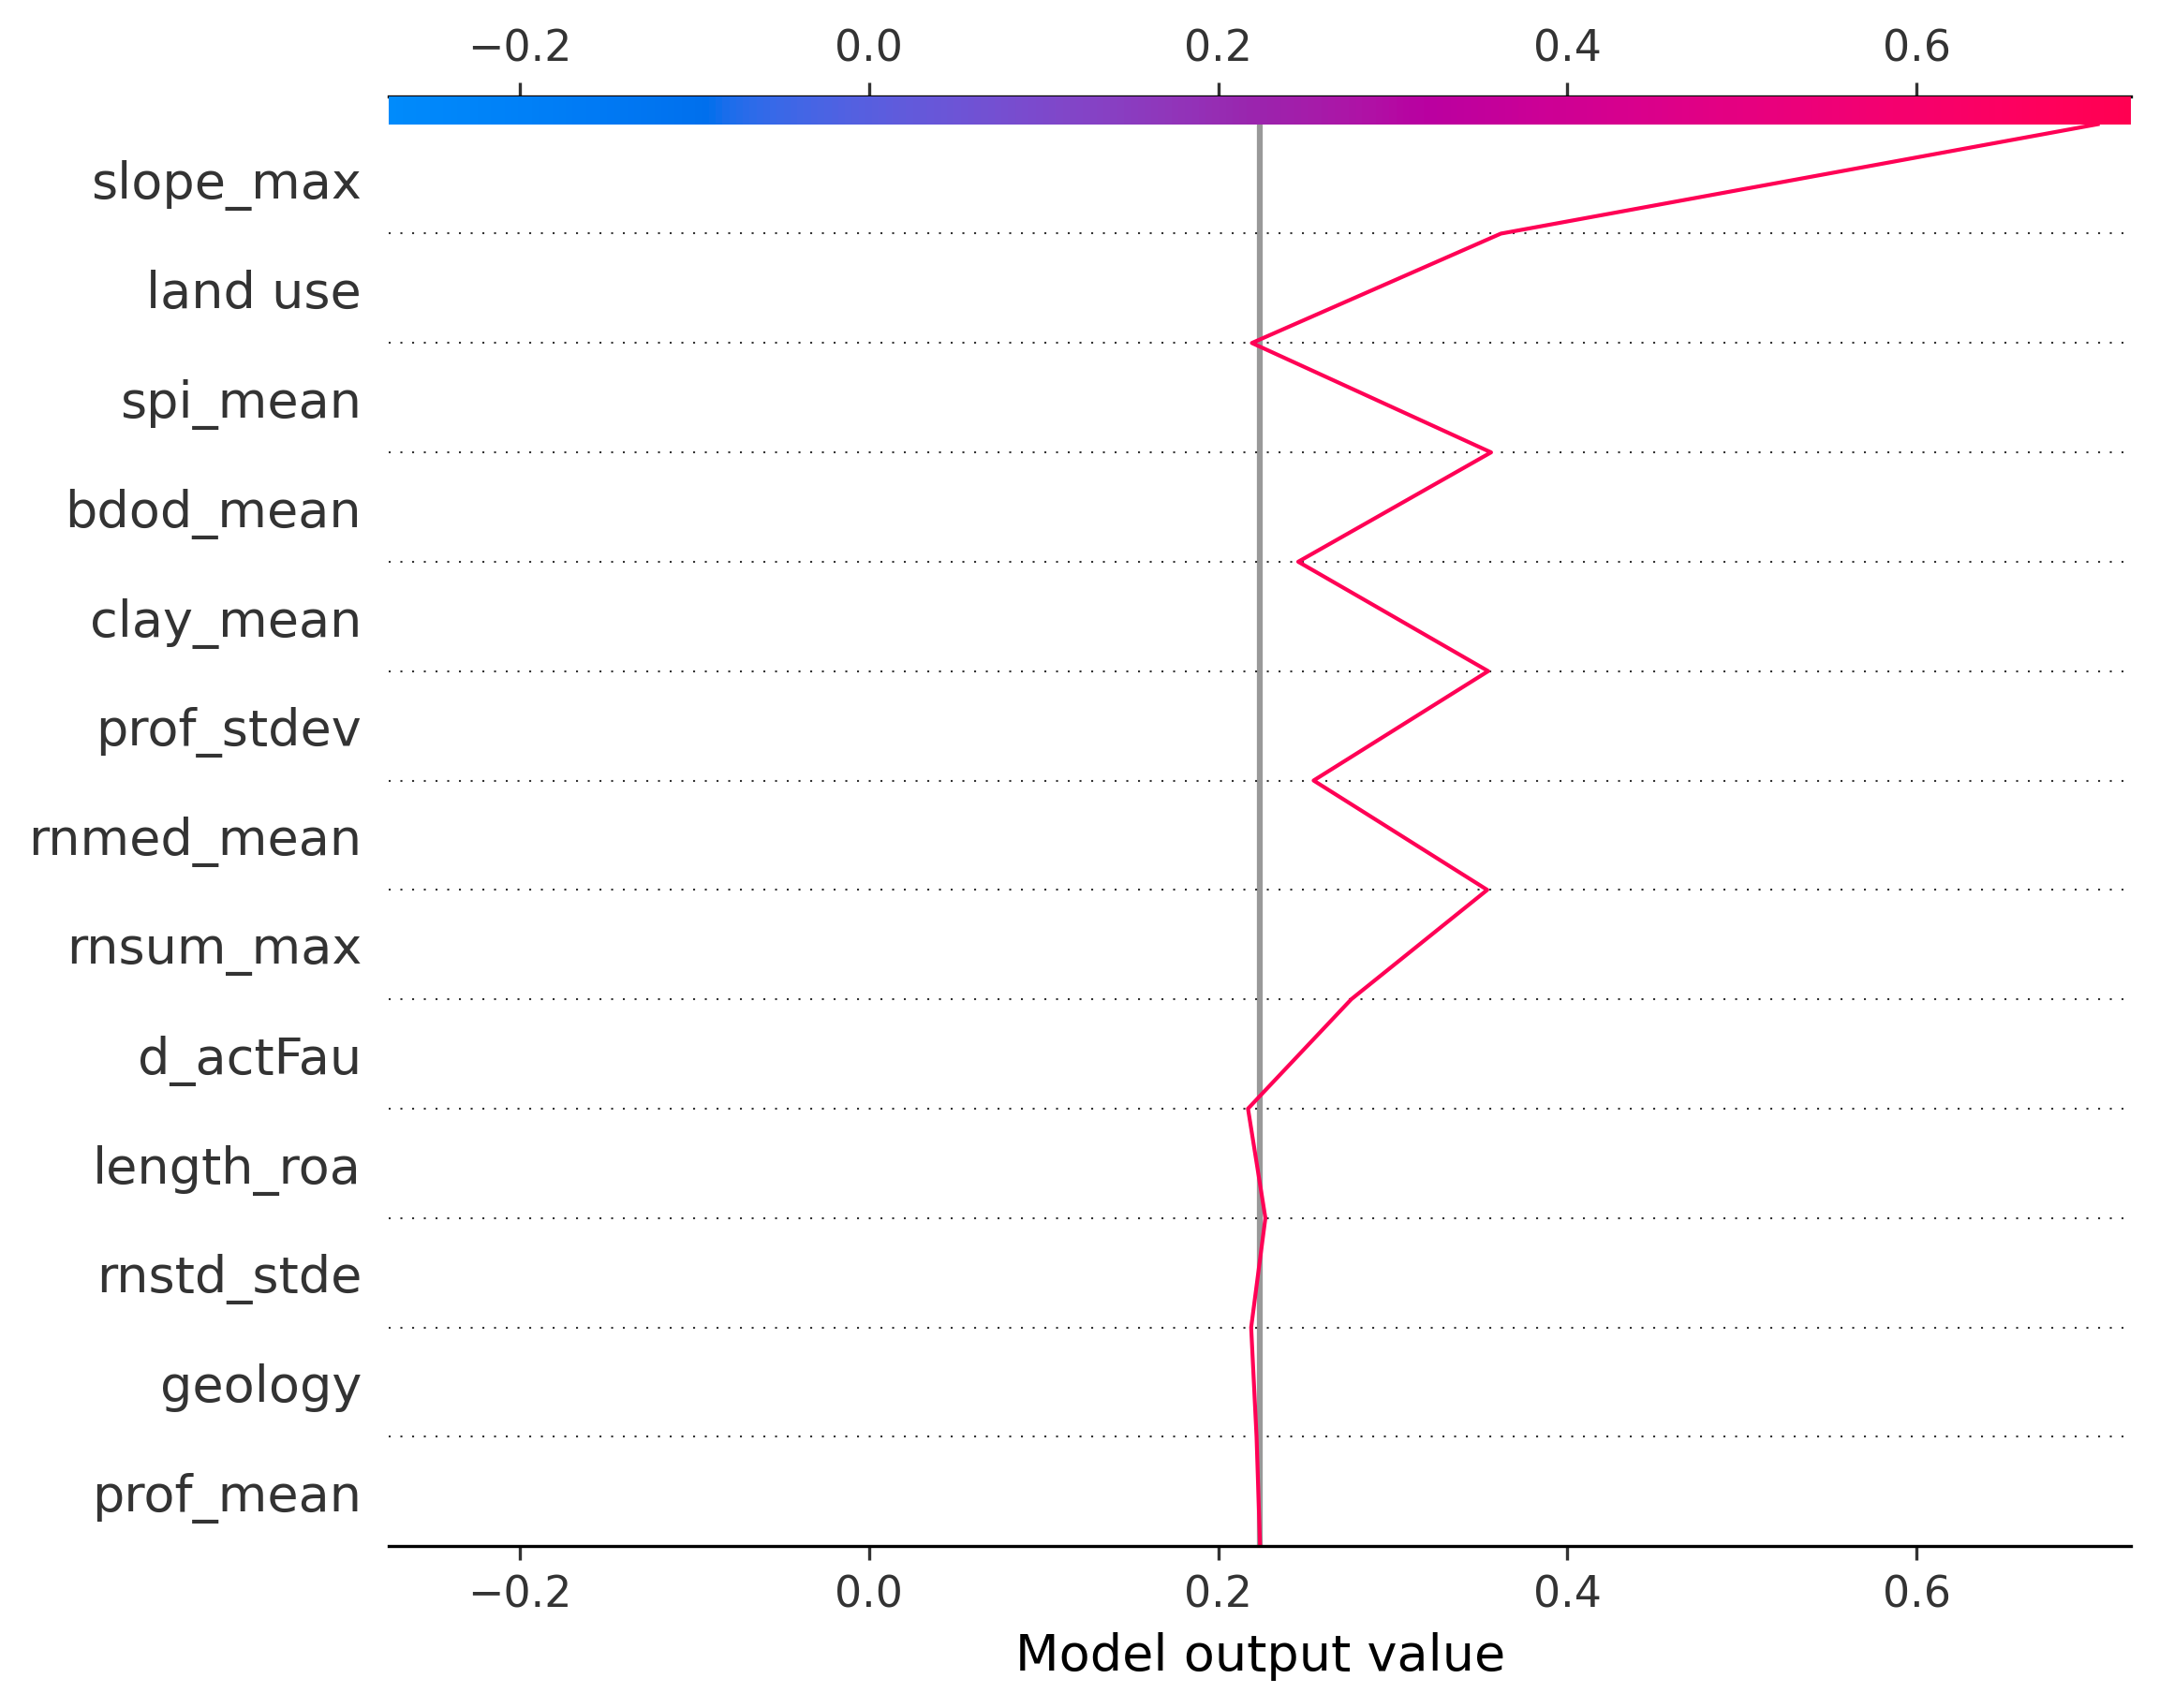 −0.2 0.0 0.2 0.4 0.6
slope_max
land use
spi_mean
bdod_mean
clay_mean
prof_stdev
rnmed_mean
rnsum_max
d_actFau
length_roa
rnstd_stde
geology
prof_mean
−0.2 0.0 0.2 0.4 0.6
Model output value